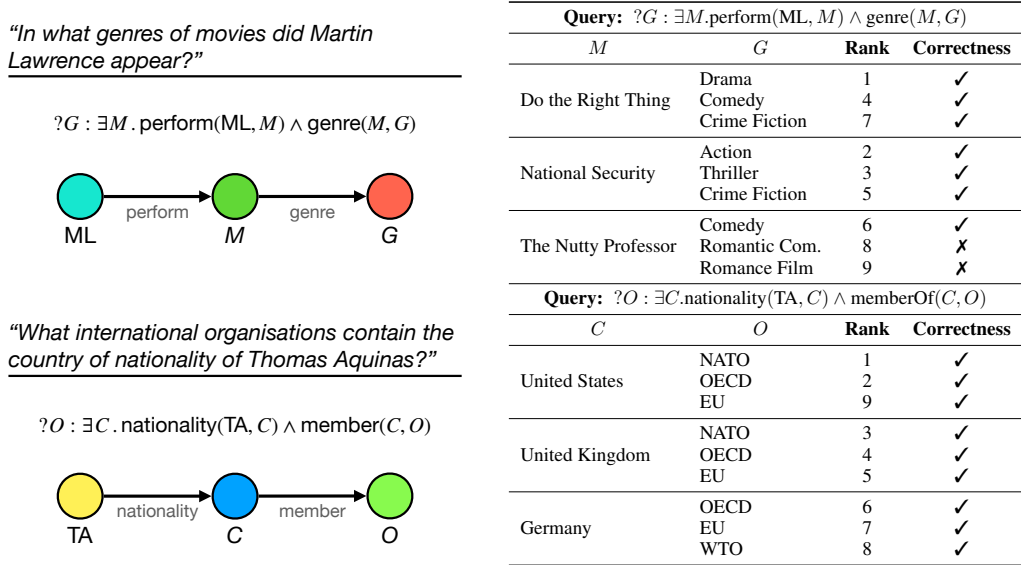 “In what genres of movies did Martin
Lawrence appear?”
?G : ∃M . perform(ML, M) ∧ genre(M, G)
perform
genre
ML
M
G
“What international organisations contain the
country of nationality of Thomas Aquinas?”
?O : ∃C . nationality(TA, C) ∧ member(C, O)
nationality
member
TA
C
O
Query: ?G : ∃M.perform(ML, M) ∧ genre(M, G)
M G Rank Correctness
Drama 1 ✓
Do the Right Thing Comedy 4 ✓
Crime Fiction 7 ✓
Action 2 ✓
National Security Thriller 3 ✓
Crime Fiction 5 ✓
Comedy 6 ✓
The Nutty Professor Romantic Com. 8 ✗
Romance Film 9 ✗
Query: ?O : ∃C.nationality(TA, C) ∧ memberOf(C, O)
C O Rank Correctness
NATO 1 ✓
United States OECD 2 ✓
EU 9 ✓
NATO 3 ✓
United Kingdom OECD 4 ✓
EU 5 ✓
OECD 6 ✓
Germany EU 7 ✓
WTO 8 ✓